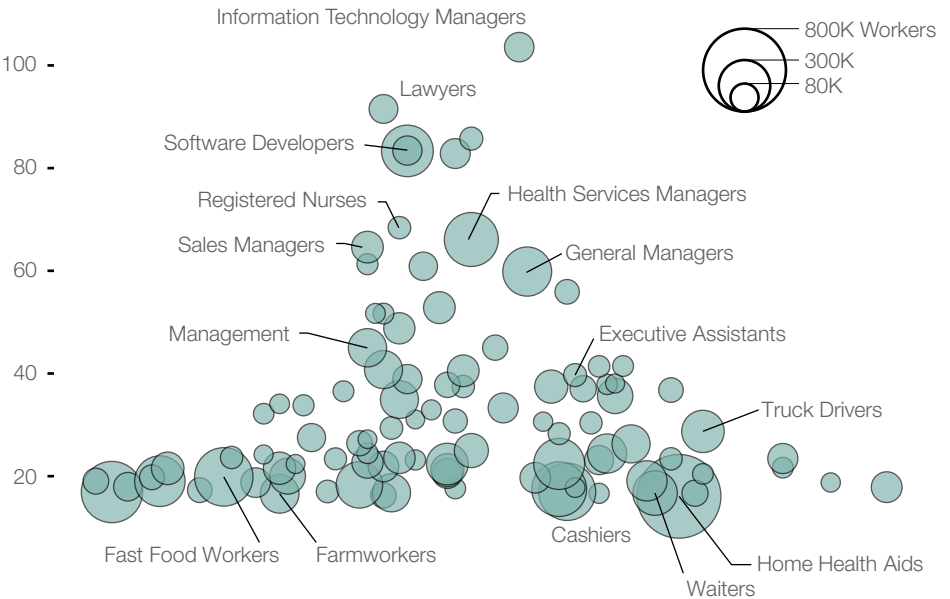 Information Technology Managers
800K Workers
300K
80K
100
Lawyers
Software Developers
80
Registered Nurses
Health Services Managers
Sales Managers
General Managers
60
Management
Executive Assistants
40
Truck Drivers
20
Cashiers
Fast Food Workers
Farmworkers
Home Health Aids
Waiters